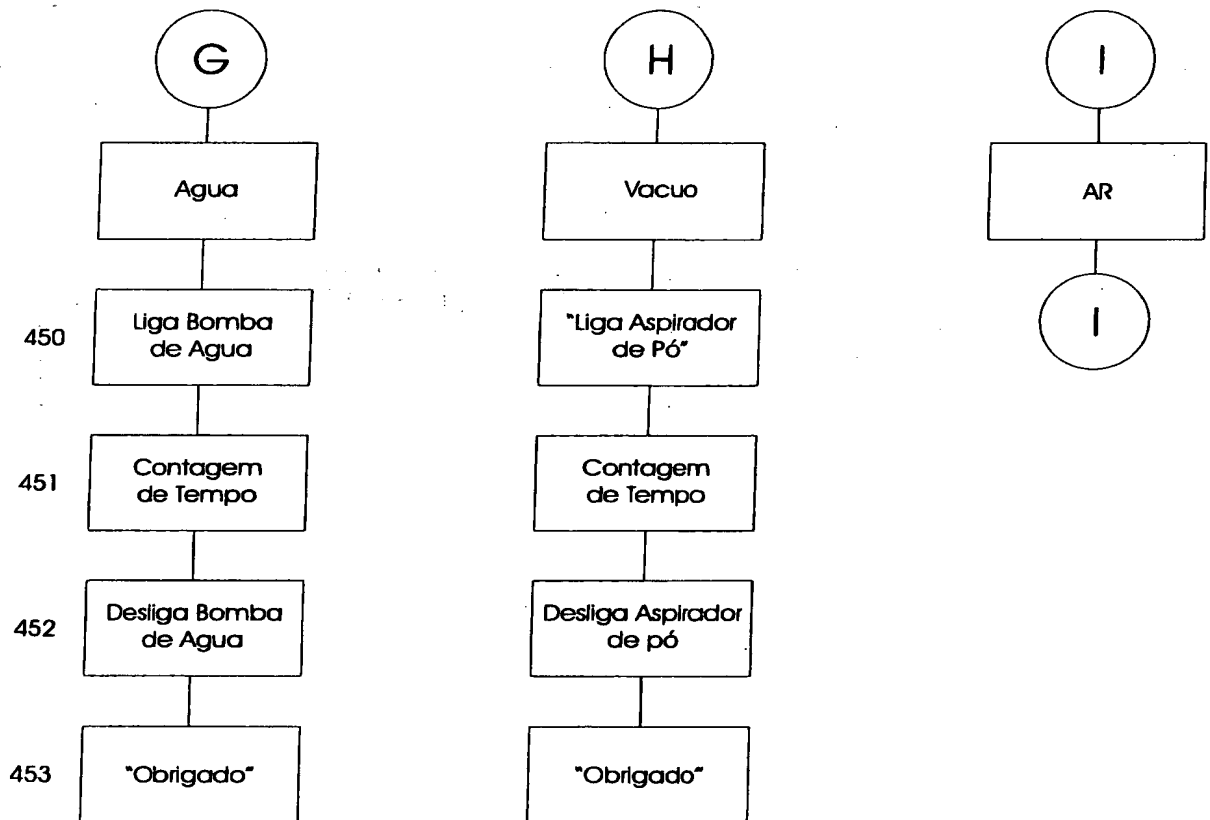 G
Agua
450
Liga Bomba
de Agua
451
Contagem
de Tempo
452
Desliga Bomba
de Agua
453
"Obrigado"
H
Vacuo
"Liga Aspirador
de Pó"
Contagem
de Tempo
Desliga Aspirador
de pó
"Obrigado"
I
AR
I